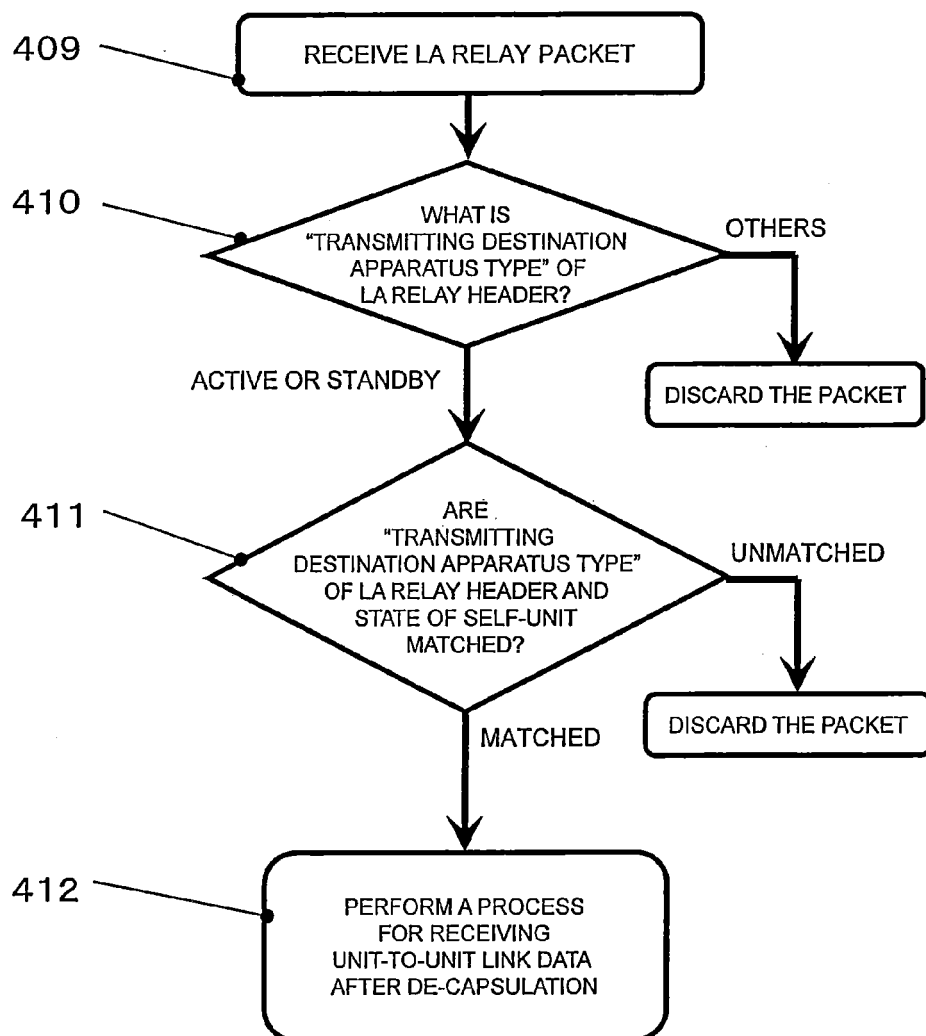 409
RECEIVE LA RELAY PACKET
410
WHAT IS
"TRANSMITTING DESTINATION
APPARATUS TYPE" OF
LA RELAY HEADER?
OTHERS
ACTIVE OR STANDBY
DISCARD THE PACKET
411
ARE
"TRANSMITTING
DESTINATION APPARATUS TYPE"
OF LA RELAY HEADER AND
STATE OF SELF-UNIT
MATCHED?
UNMATCHED
DISCARD THE PACKET
MATCHED
412
PERFORM A PROCESS
FOR RECEIVING
UNIT-TO-UNIT LINK DATA
AFTER DE-CAPSULATION